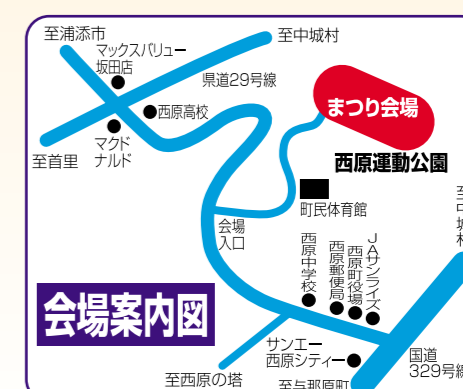 至浦添市
至中城村
マックスバリュー
坂田店
県道29号線
西原高校
まつり会場
マクド
ナルド
至首里
西原運動公園
町民体育館
至中城村
会場
入口
西原中学校
西原郵便局
西原町役場
JAサンライズ
会場案内図
サンエー
西原シティー
国道
329号線
至西原の塔
至与那原町